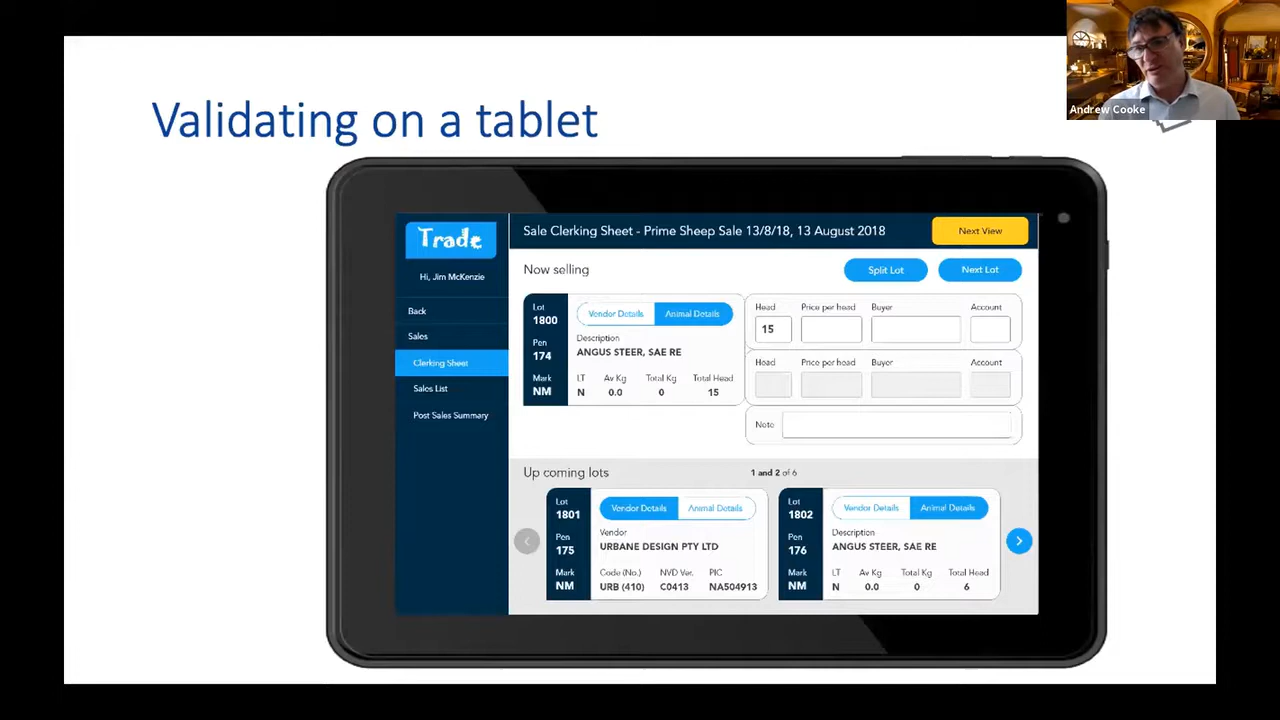 Andrew Cooke
Validating on a tablet
Trade
Hi, Jim McKenzie
Back
Sales
Clerking Sheet
Sales List
Post Sales Summary
Sale Clerking Sheet - Prime Sheep Sale 13/8/18, 13 August 2018
Next View
Now selling
Split Lot
Next Lot
Lot
1800
Pen
174
Mark
NM
Vendor Details
Animal Details
Description
ANGUS STEER, SAE RE
LT Av Kg Total Kg Total Head
N 0.0 0 15
Head Price per head Buyer Account
15
Head Price per head Buyer Account
Note
Up coming lots
1 and 2 of 6
Lot
1801
Pen
175
Mark
NM
Vendor Details
Animal Details
Vendor
URBANE DESIGN PTY LTD
Code (No.) NVD Ver. PIC
URB (410) C0413 NA504913
Lot
1802
Pen
176
Mark
NM
Vendor Details
Animal Details
Description
ANGUS STEER, SAE RE
LT Av Kg Total Kg Total Head
N 0.0 0 6